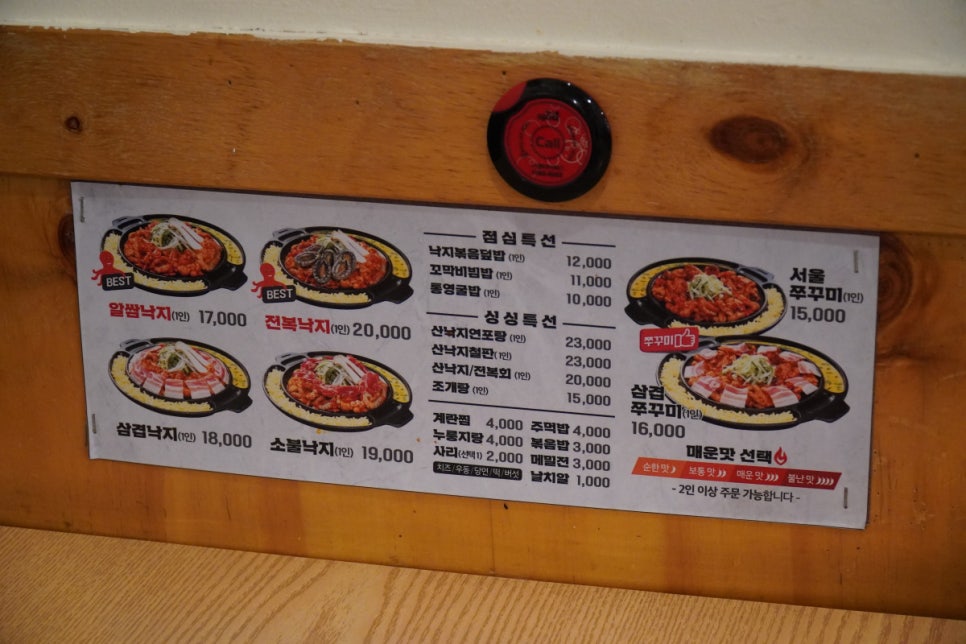 Call
BEST
알쌈낙지(1인) 17,000
BEST
전복낙지(1인) 20,000
삼겹낙지(1인) 18,000
소불낙지(1인) 19,000
점심특선
낙지볶음덮밥(1인) 12,000
꼬막비빔밥(1인) 11,000
통영굴밥(1인) 10,000
싱싱특선
산낙지연포탕(1인) 23,000
산낙지철판(1인) 23,000
산낙지/전복회(1인) 20,000
조개탕(1인) 15,000
계란찜 4,000 주먹밥 4,000
누룽지탕 4,000 볶음밥 3,000
사리(선택1) 2,000 메밀전 3,000
치즈/우동/당면/떡/버섯 날치알 1,000
서울
쭈꾸미(1인)
15,000
쭈꾸미
삼겹
쭈꾸미(1인)
16,000
매운맛 선택
순한 맛 보통 맛 매운 맛 불난 맛
- 2인 이상 주문 가능합니다 -